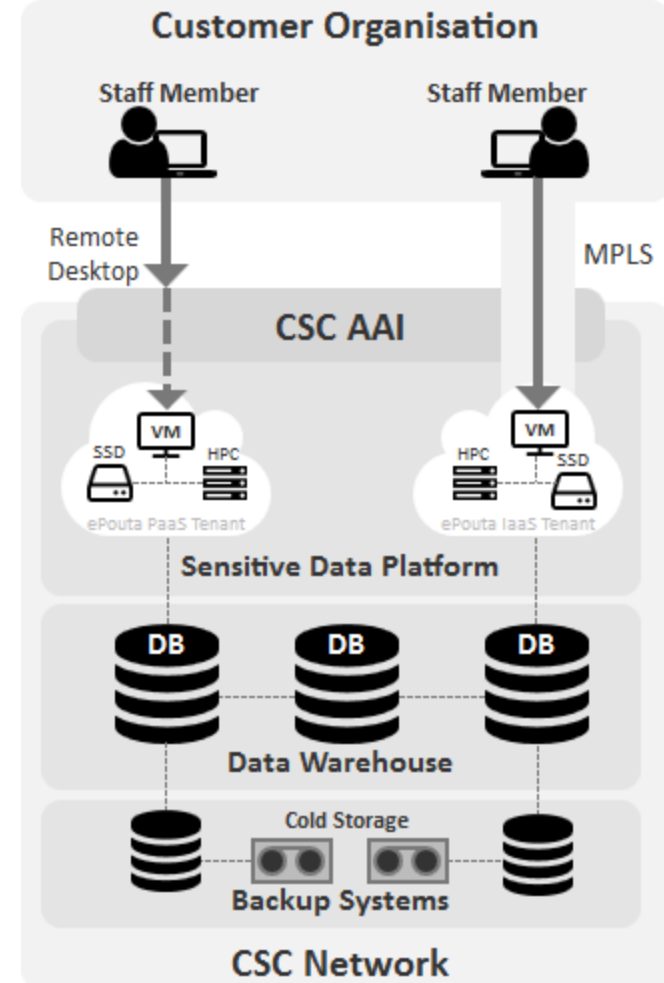 Customer Organisation
Staff Member
Staff Member
Remote
Desktop
MPLS
CSC AAI
VM
SSD
HPC
ePouta PaaS Tenant
VM
HPC
SSD
ePouta IaaS Tenant
Sensitive Data Platform
DB
DB
DB
Data Warehouse
Cold Storage
Backup Systems
CSC Network